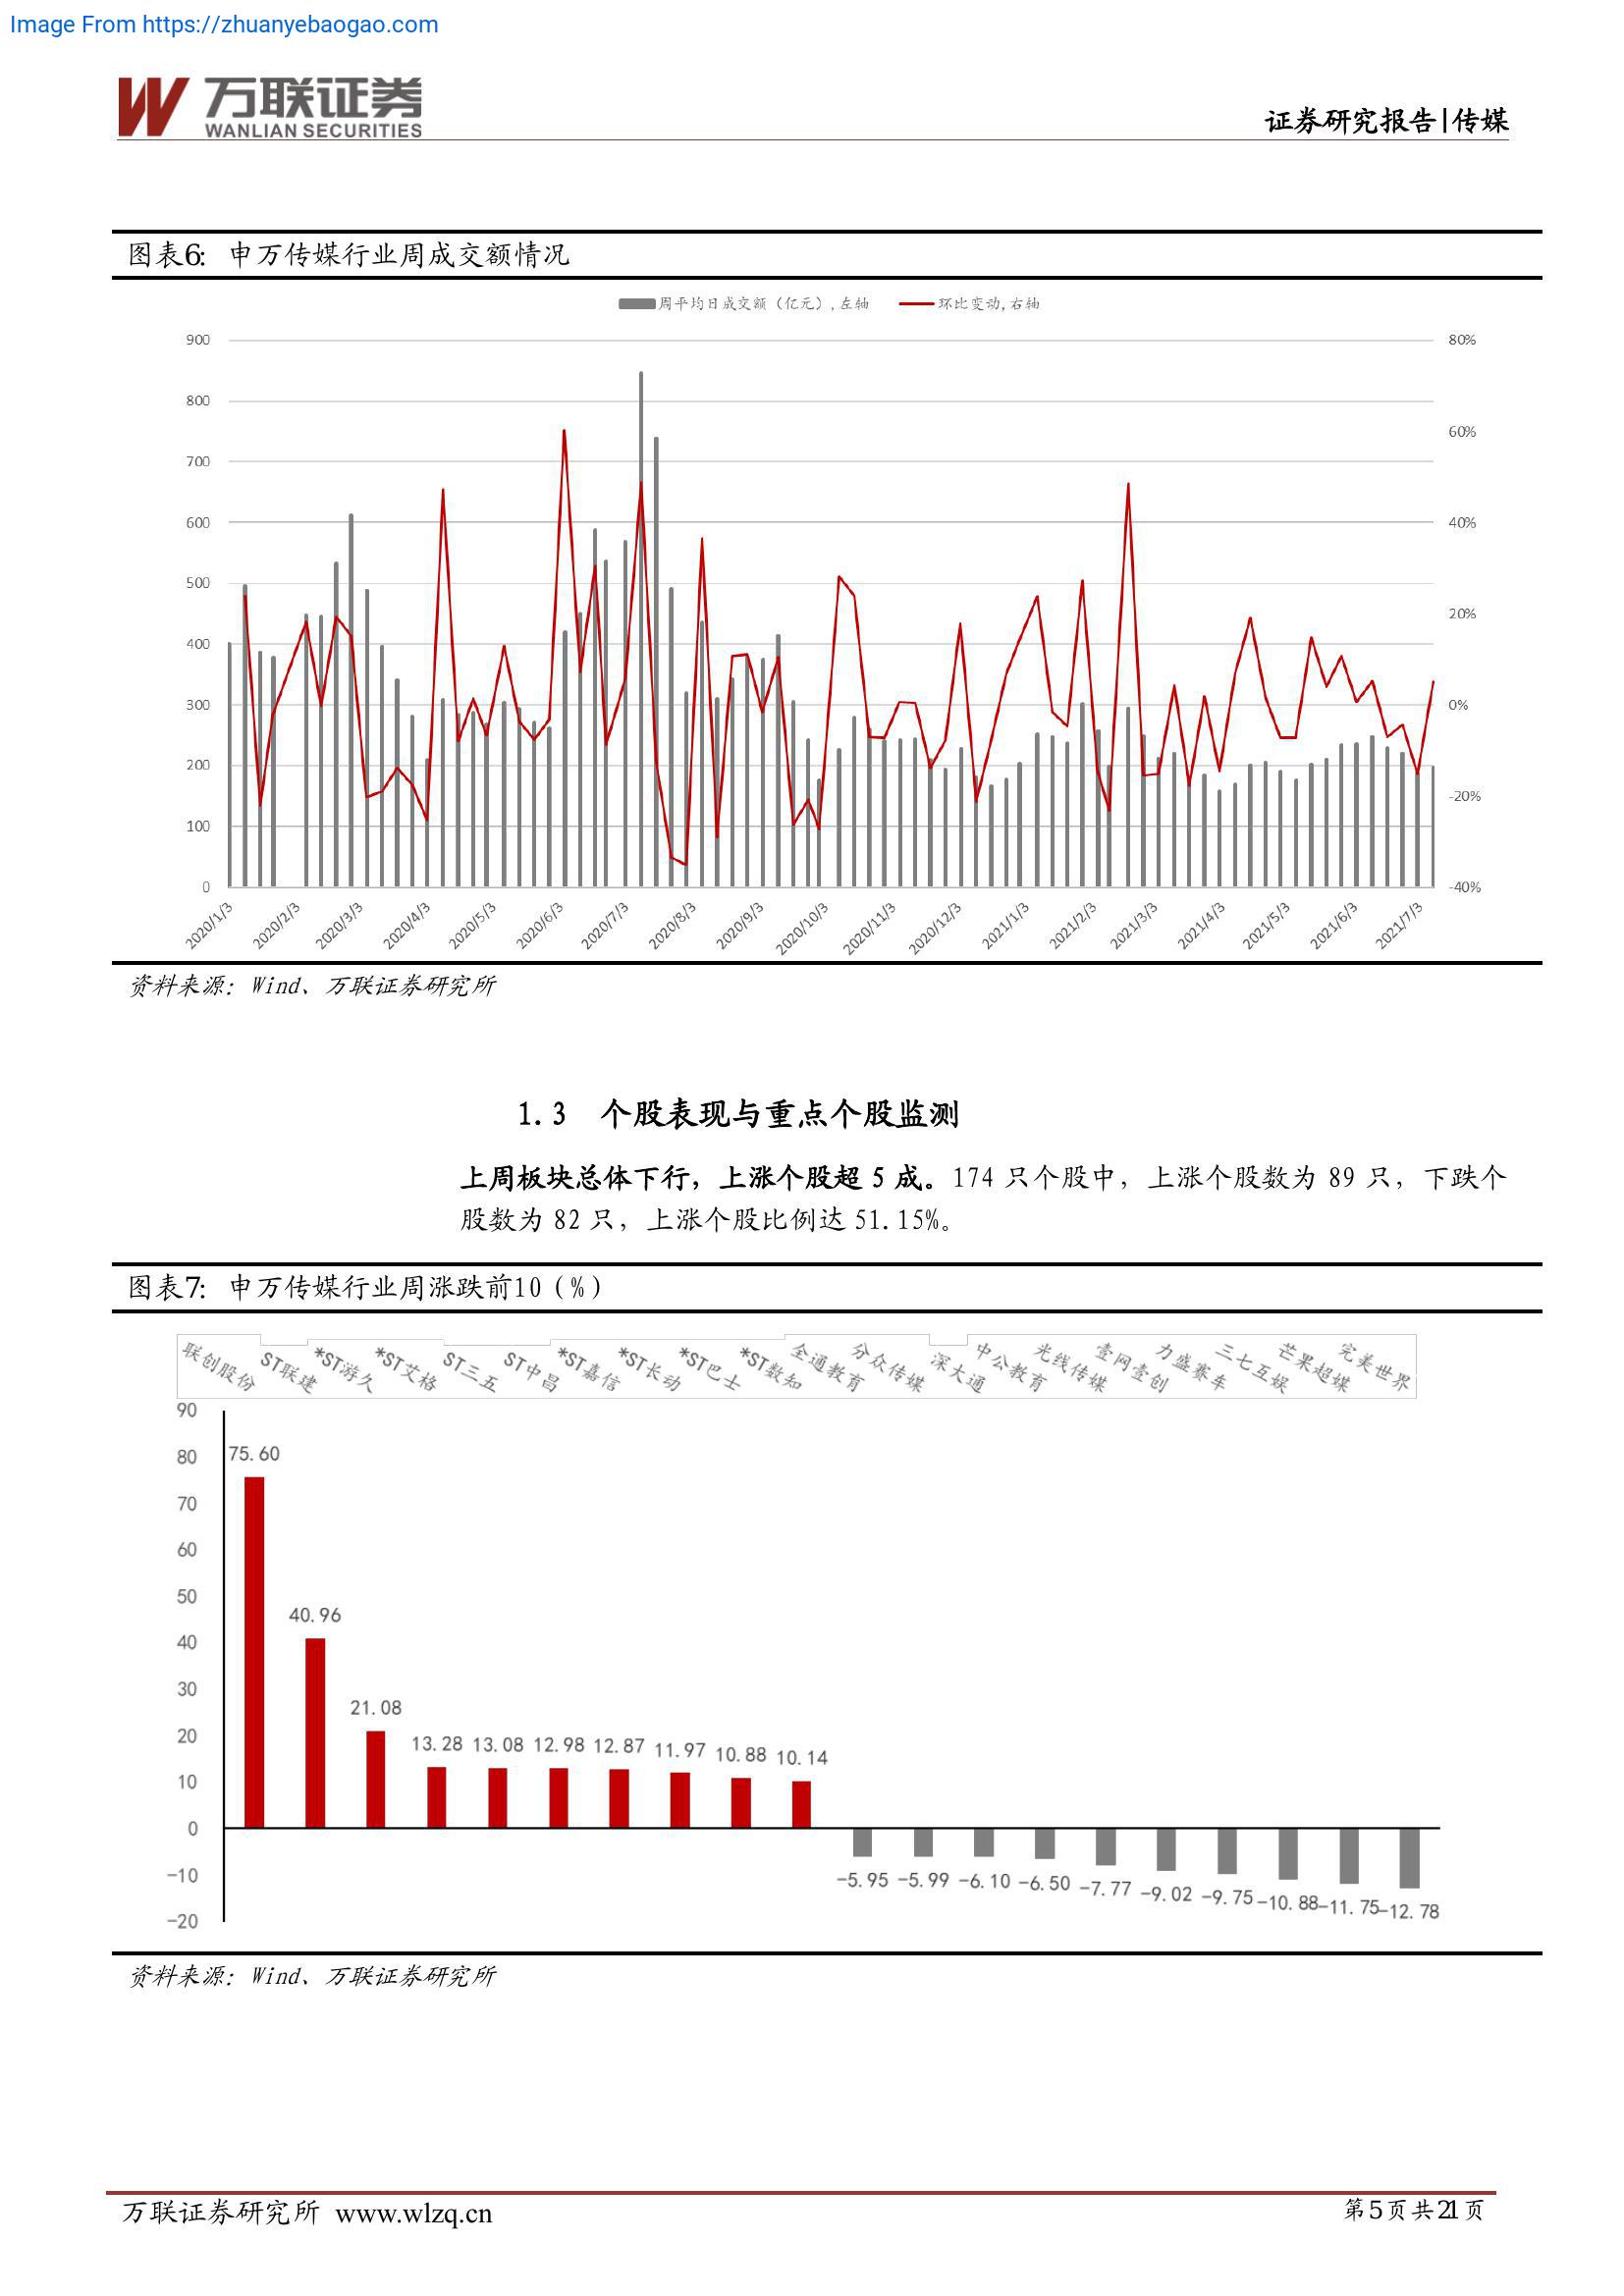 Image From https://zhuanyebaogao.com
万联证券
WANLIAN SECURITIES
证券研究报告|传媒
图表6: 申万传媒行业周成交额情况
周平均日成交额（亿元）,左轴 环比变动,右轴
900 80%
800
700 60%
600 40%
500
400 20%
300 0%
200
100 -20%
0 -40%
2020/1/3 2020/2/3 2020/3/3 2020/4/3 2020/5/3 2020/6/3 2020/7/3 2020/8/3 2020/9/3 2020/10/3 2020/11/3 2020/12/3 2021/1/3 2021/2/3 2021/3/3 2021/4/3 2021/5/3 2021/6/3 2021/7/3
资料来源：Wind、万联证券研究所
1.3 个股表现与重点个股监测
上周板块总体下行，上涨个股超 5 成。174 只个股中，上涨个股数为 89 只，下跌个
股数为 82 只，上涨个股比例达 51.15%。
图表7: 申万传媒行业周涨跌前10（%）
联创股份 ST联建 *ST游久 *ST艾格 ST三五 ST中昌 *ST嘉信 *ST长动 *ST巴士 *ST数知 全通教育 分众传媒 深大通 中公教育 光线传媒 壹网壹创 力盛赛车 三七互娱 芒果超媒 完美世界
90
80
70
60
50
40
30
20
10
0
-10
-20
75.60 40.96 21.08 13.28 13.08 12.98 12.87 11.97 10.88 10.14
-5.95 -5.99 -6.10 -6.50 -7.77 -9.02 -9.75 -10.88 -11.75 -12.78
资料来源：Wind、万联证券研究所
万联证券研究所 www.wlzq.cn 第5页共21页